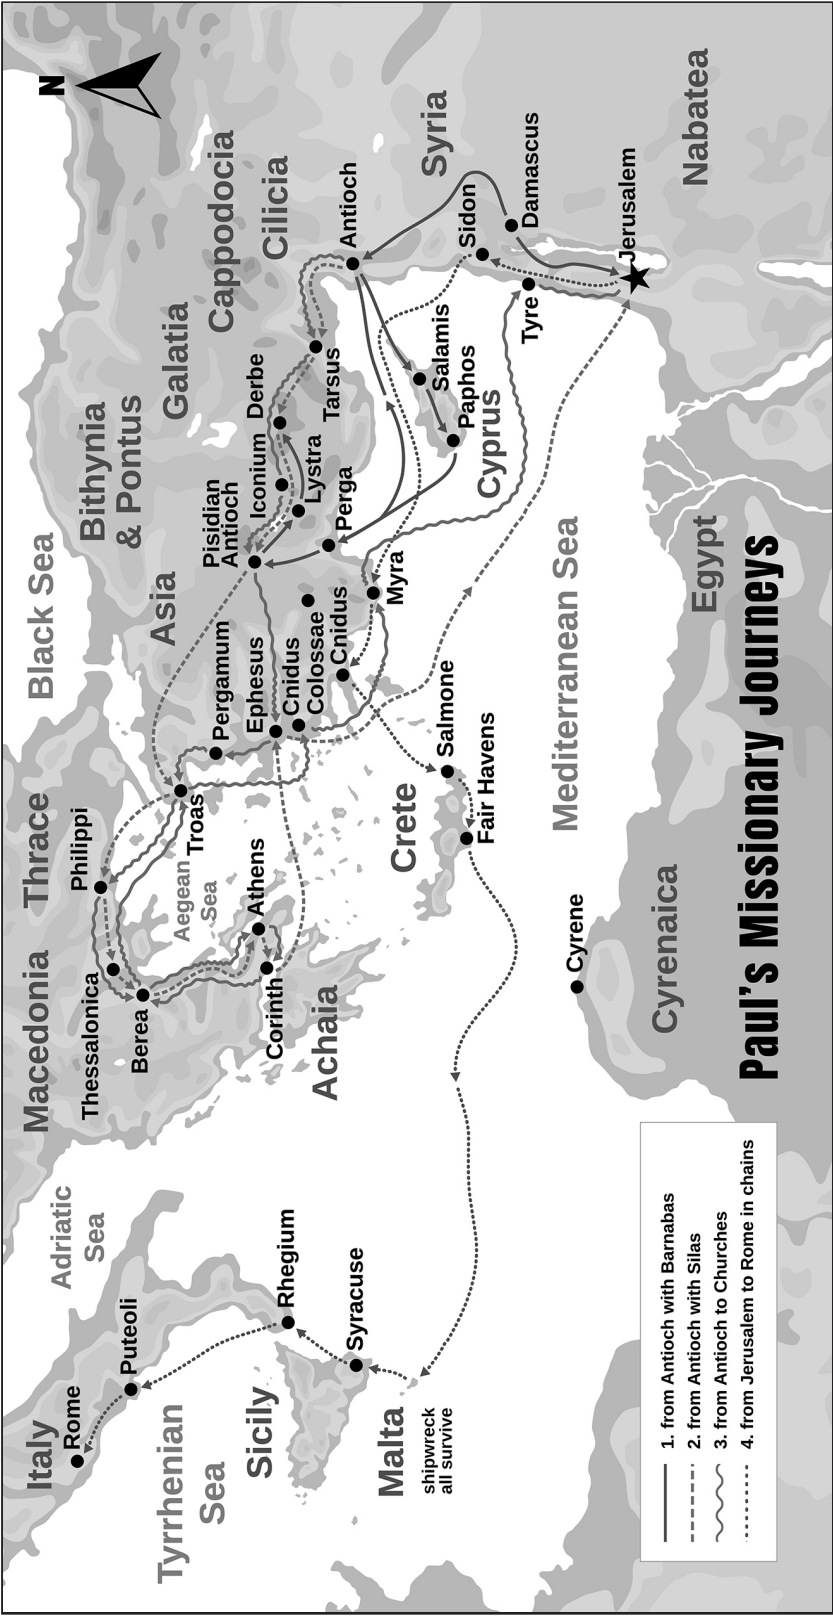 Paul's Missionary Journeys
N
Italy
Rome
Puteoli
Adriatic
Sea
Tyrrhenian
Sea
Sicily
Rhegium
Syracuse
Malta
shipwreck
all survive
Macedonia
Thrace
Philippi
Thessalonica
Berea
Aegean
Sea
Troas
Athens
Corinth
Achaia
Crete
Salmone
Fair Havens
Black Sea
Bithynia
& Pontus
Asia
Pergamum
Ephesus
Cnidus
Colossae
Cnidus
Myra
Galatia
Pisidian
Antioch
Iconium
Lystra
Derbe
Perga
Cappodocia
Cilicia
Tarsus
Antioch
Syria
Salamis
Paphos
Cyprus
Sidon
Damascus
Tyre
Jerusalem
Nabatea
Mediterranean Sea
Egypt
Cyrene
Cyrenaica
1. from Antioch with Barnabas
2. from Antioch with Silas
3. from Antioch to Churches
4. from Jerusalem to Rome in chains